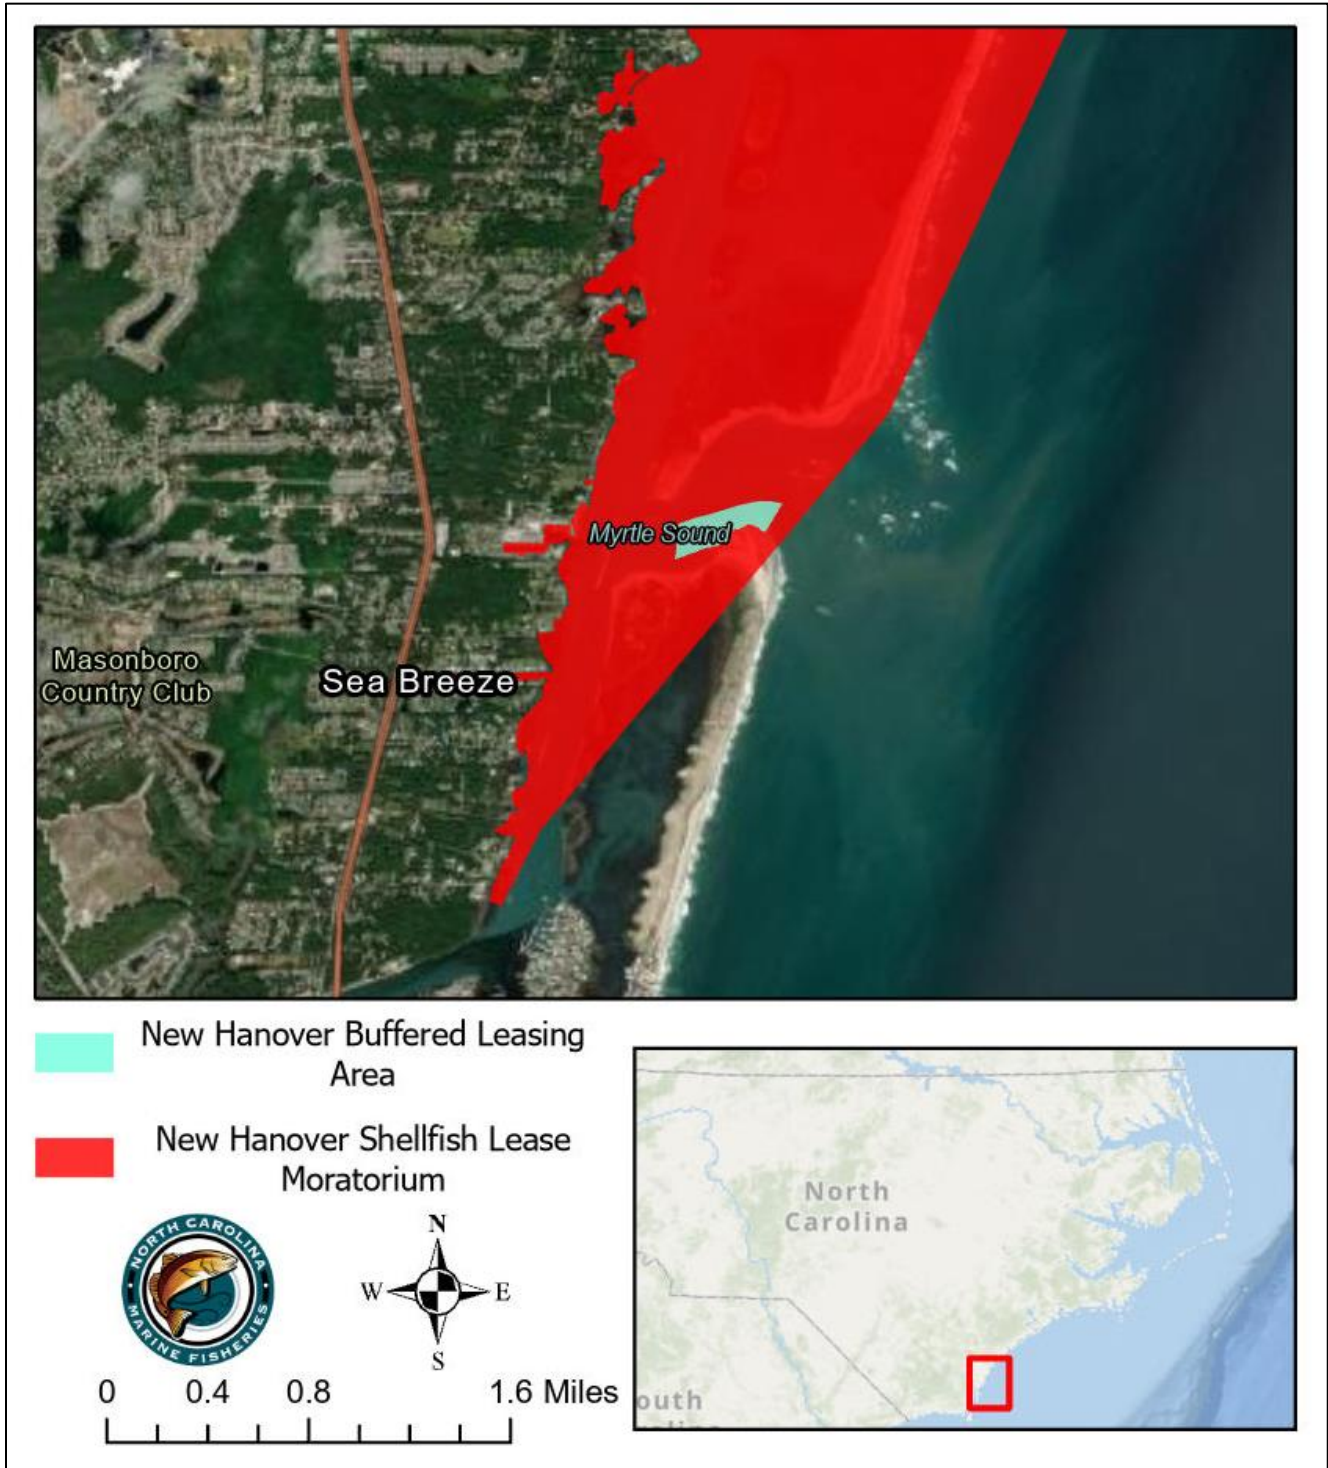 Myrtle Sound
Masonboro
Country Club
Sea Breeze
New Hanover Buffered Leasing
Area
New Hanover Shellfish Lease
Moratorium
NORTH CAROLINA
MARINE FISHERIES
N
W
E
S
0 0.4 0.8 1.6 Miles
North
Carolina
outh